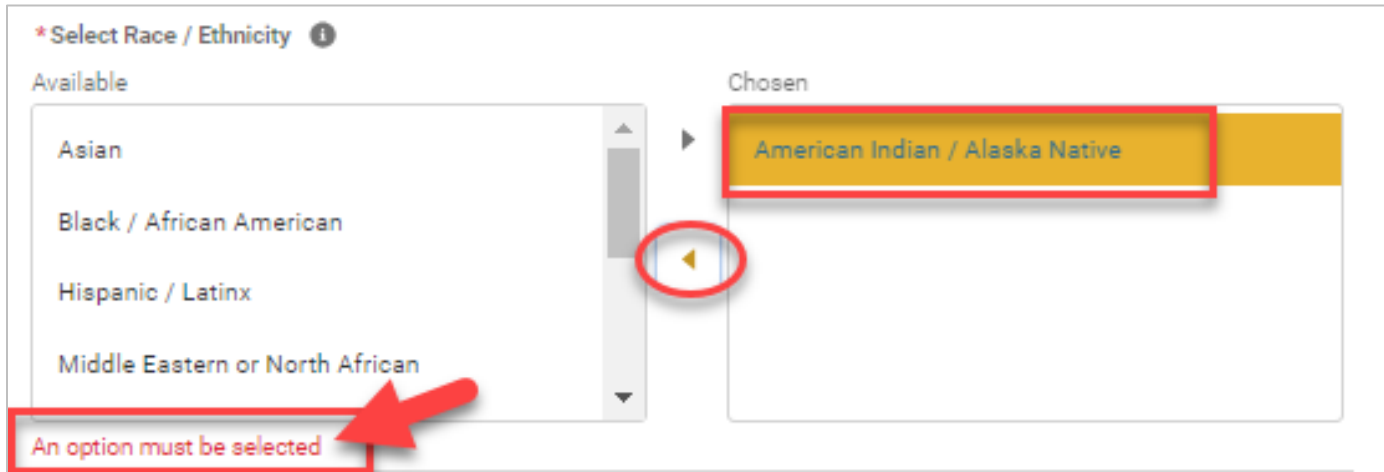 *Select Race / Ethnicity i
Available
Chosen
Asian
American Indian / Alaska Native
Black / African American
Hispanic / Latinx
Middle Eastern or North African
An option must be selected